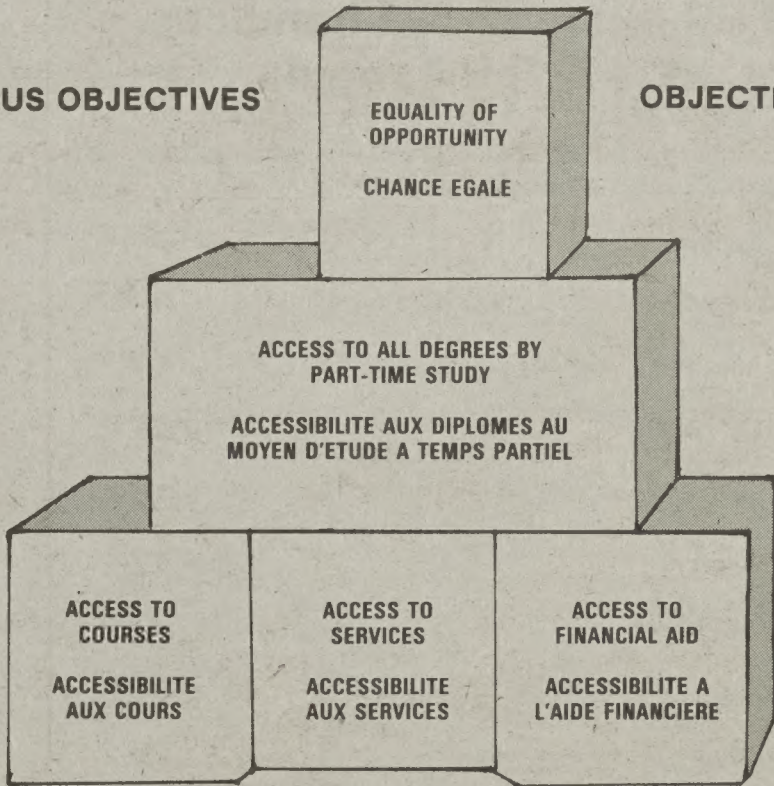 US OBJECTIVES
OBJECTI
EQUALITY OF
OPPORTUNITY
CHANCE EGALE
ACCESS TO ALL DEGREES BY
PART-TIME STUDY
ACCESSIBILITE AUX DIPLOMES AU
MOYEN D'ETUDE A TEMPS PARTIEL
ACCESS TO
COURSES
ACCESSIBILITE
AUX COURS
ACCESS TO
SERVICES
ACCESSIBILITE
AUX SERVICES
ACCESS TO
FINANCIAL AID
ACCESSIBILITE A
L'AIDE FINANCIERE